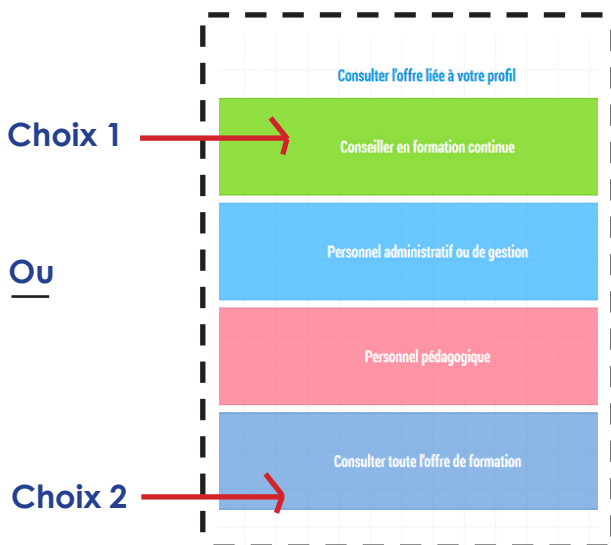 Consulter l'offre liée à votre profil
Choix 1
Conseiller en formation continue
Personnel administratif ou de gestion
Ou
Personnel pédagogique
Consulter toute l'offre de formation
Choix 2